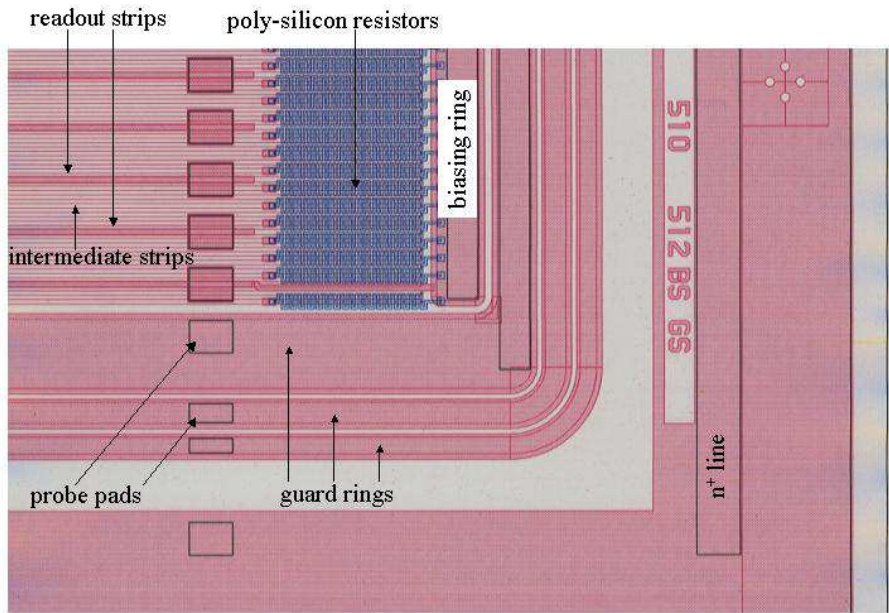 readout strips
poly-silicon resistors
biasing ring
510 512 BS GS
intermediate strips
n⁺ line
probe pads
guard rings